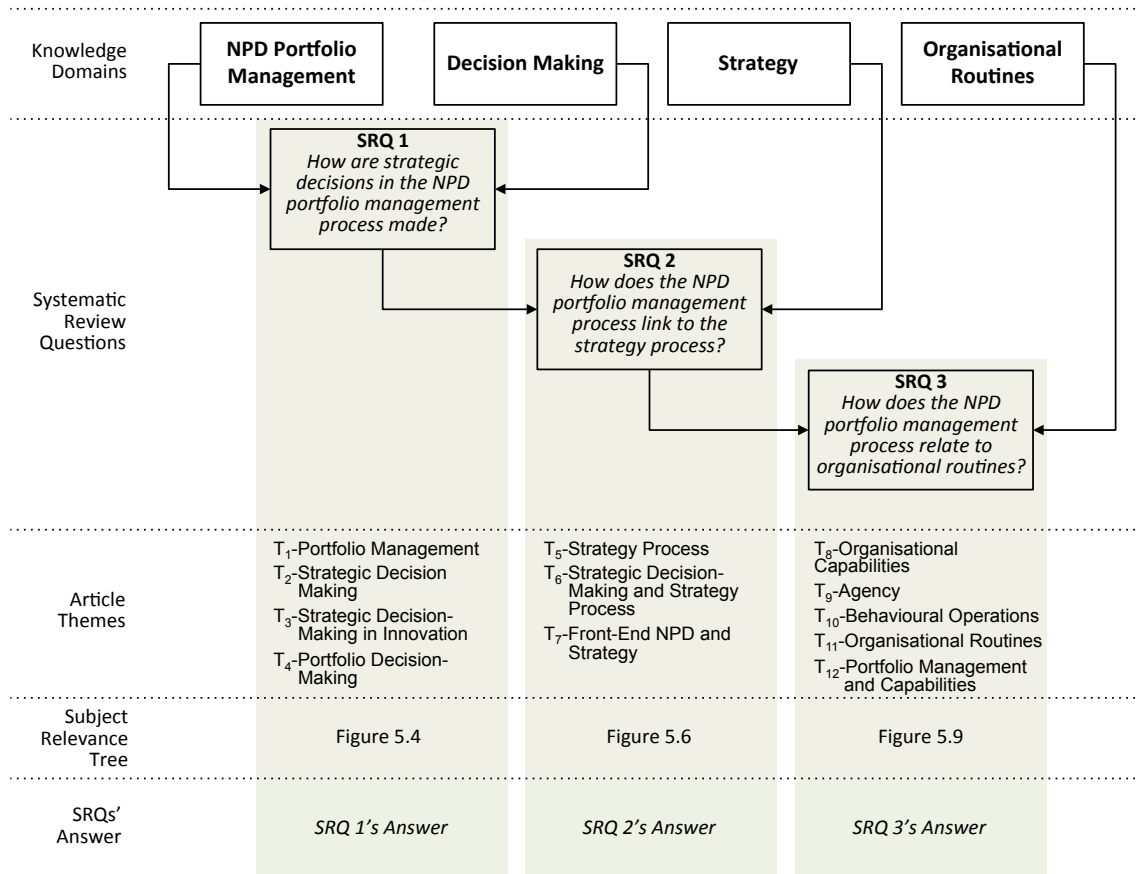 Knowledge
Domains
NPD Portfolio
Management
Decision Making
Strategy
Organisational
Routines
Systematic
Review
Questions
SRQ 1
How are strategic
decisions in the NPD
portfolio management
process made?
SRQ 2
How does the NPD
portfolio management
process link to the
strategy process?
SRQ 3
How does the NPD
portfolio management
process relate to
organisational routines?
Article
Themes
T₁-Portfolio Management
T₂-Strategic Decision
Making
T₃-Strategic Decision-
Making in Innovation
T₄-Portfolio Decision-
Making
T₅-Strategy Process
T₆-Strategic Decision-
Making and Strategy
Process
T₇-Front-End NPD and
Strategy
T₈-Organisational
Capabilities
T₉-Agency
T₁₀-Behavioural Operations
T₁₁-Organisational Routines
T₁₂-Portfolio Management
and Capabilities
Subject
Relevance
Tree
Figure 5.4
Figure 5.6
Figure 5.9
SRQs'
Answer
SRQ 1's Answer
SRQ 2's Answer
SRQ 3's Answer